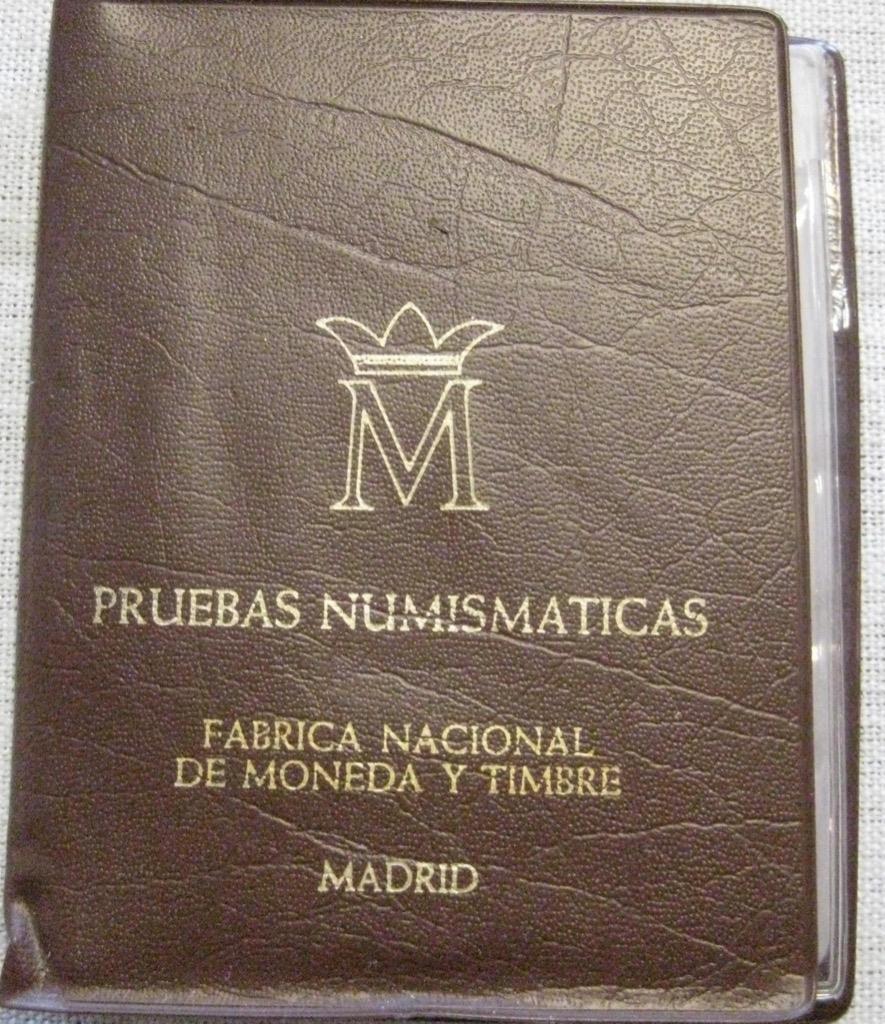 M
PRUEBAS NUMISMATICAS
FABRICA NACIONAL
DE MONEDA Y TIMBRE
MADRID